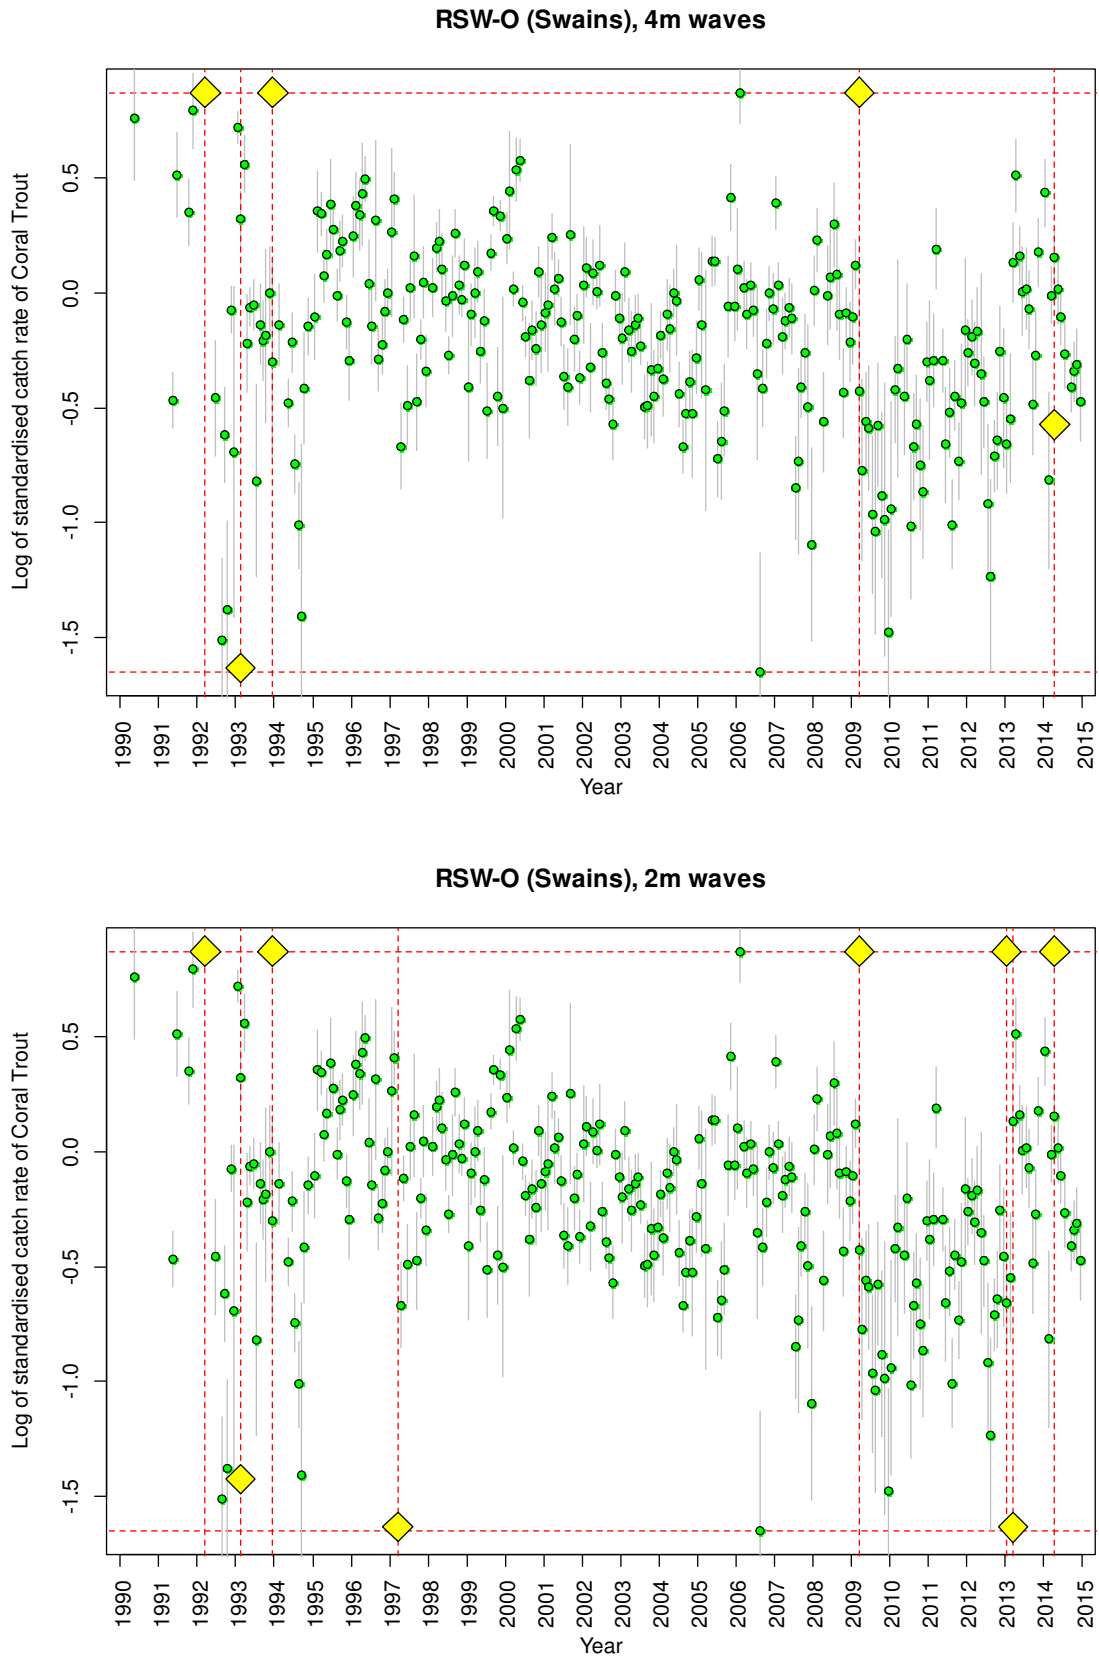 RSW-O (Swains), 4m waves
Log of standardised catch rate of Coral Trout
0.5
0.0
-0.5
-1.0
-1.5
1990 1991 1992 1993 1994 1995 1996 1997 1998 1999 2000 2001 2002 2003 2004 2005 2006 2007 2008 2009 2010 2011 2012 2013 2014 2015
Year
RSW-O (Swains), 2m waves
Log of standardised catch rate of Coral Trout
0.5
0.0
-0.5
-1.0
-1.5
1990 1991 1992 1993 1994 1995 1996 1997 1998 1999 2000 2001 2002 2003 2004 2005 2006 2007 2008 2009 2010 2011 2012 2013 2014 2015
Year